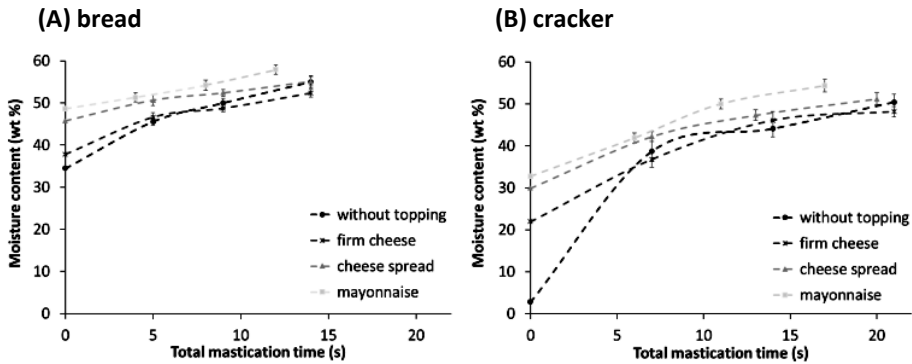 (A) bread
60
50
40
30
20
10
0
Moisture content (wt %)
0 5 10 15 20
Total mastication time (s)
without topping
firm cheese
cheese spread
mayonnaise
(B) cracker
60
50
40
30
20
10
0
Moisture content (wt %)
0 5 10 15 20
Total mastication time (s)
without topping
firm cheese
cheese spread
mayonnaise